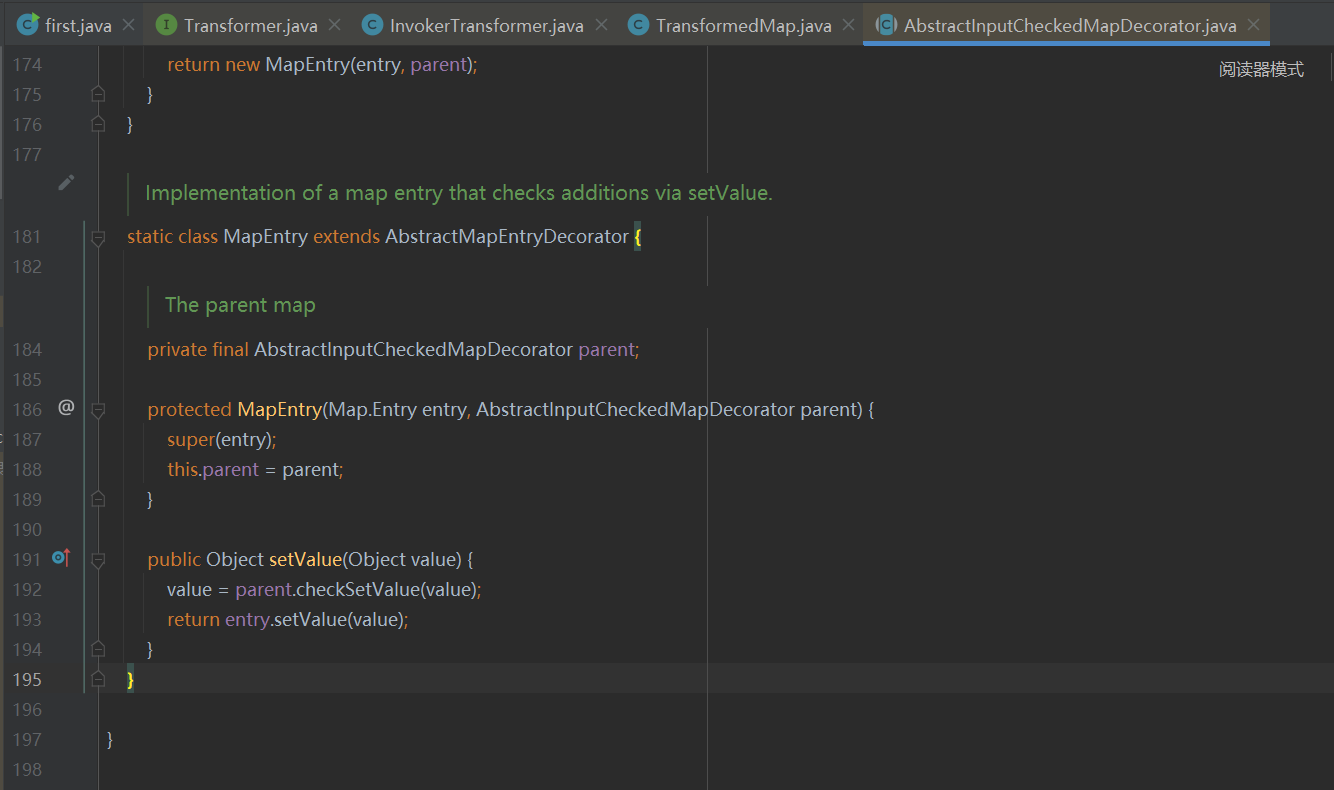 first.java
Transformer.java
InvokerTransformer.java
TransformedMap.java
AbstractInputCheckedMapDecorator.java
阅读器模式
174 return new MapEntry(entry, parent);
175 }
176 }
177
Implementation of a map entry that checks additions via setValue.
181 static class MapEntry extends AbstractMapEntryDecorator {
182
The parent map
184 private final AbstractInputCheckedMapDecorator parent;
185
186 @ protected MapEntry(Map.Entry entry, AbstractInputCheckedMapDecorator parent) {
187 super(entry);
188 this.parent = parent;
189 }
190
191 public Object setValue(Object value) {
192 value = parent.checkSetValue(value);
193 return entry.setValue(value);
194 }
195 }
196
197 }
198